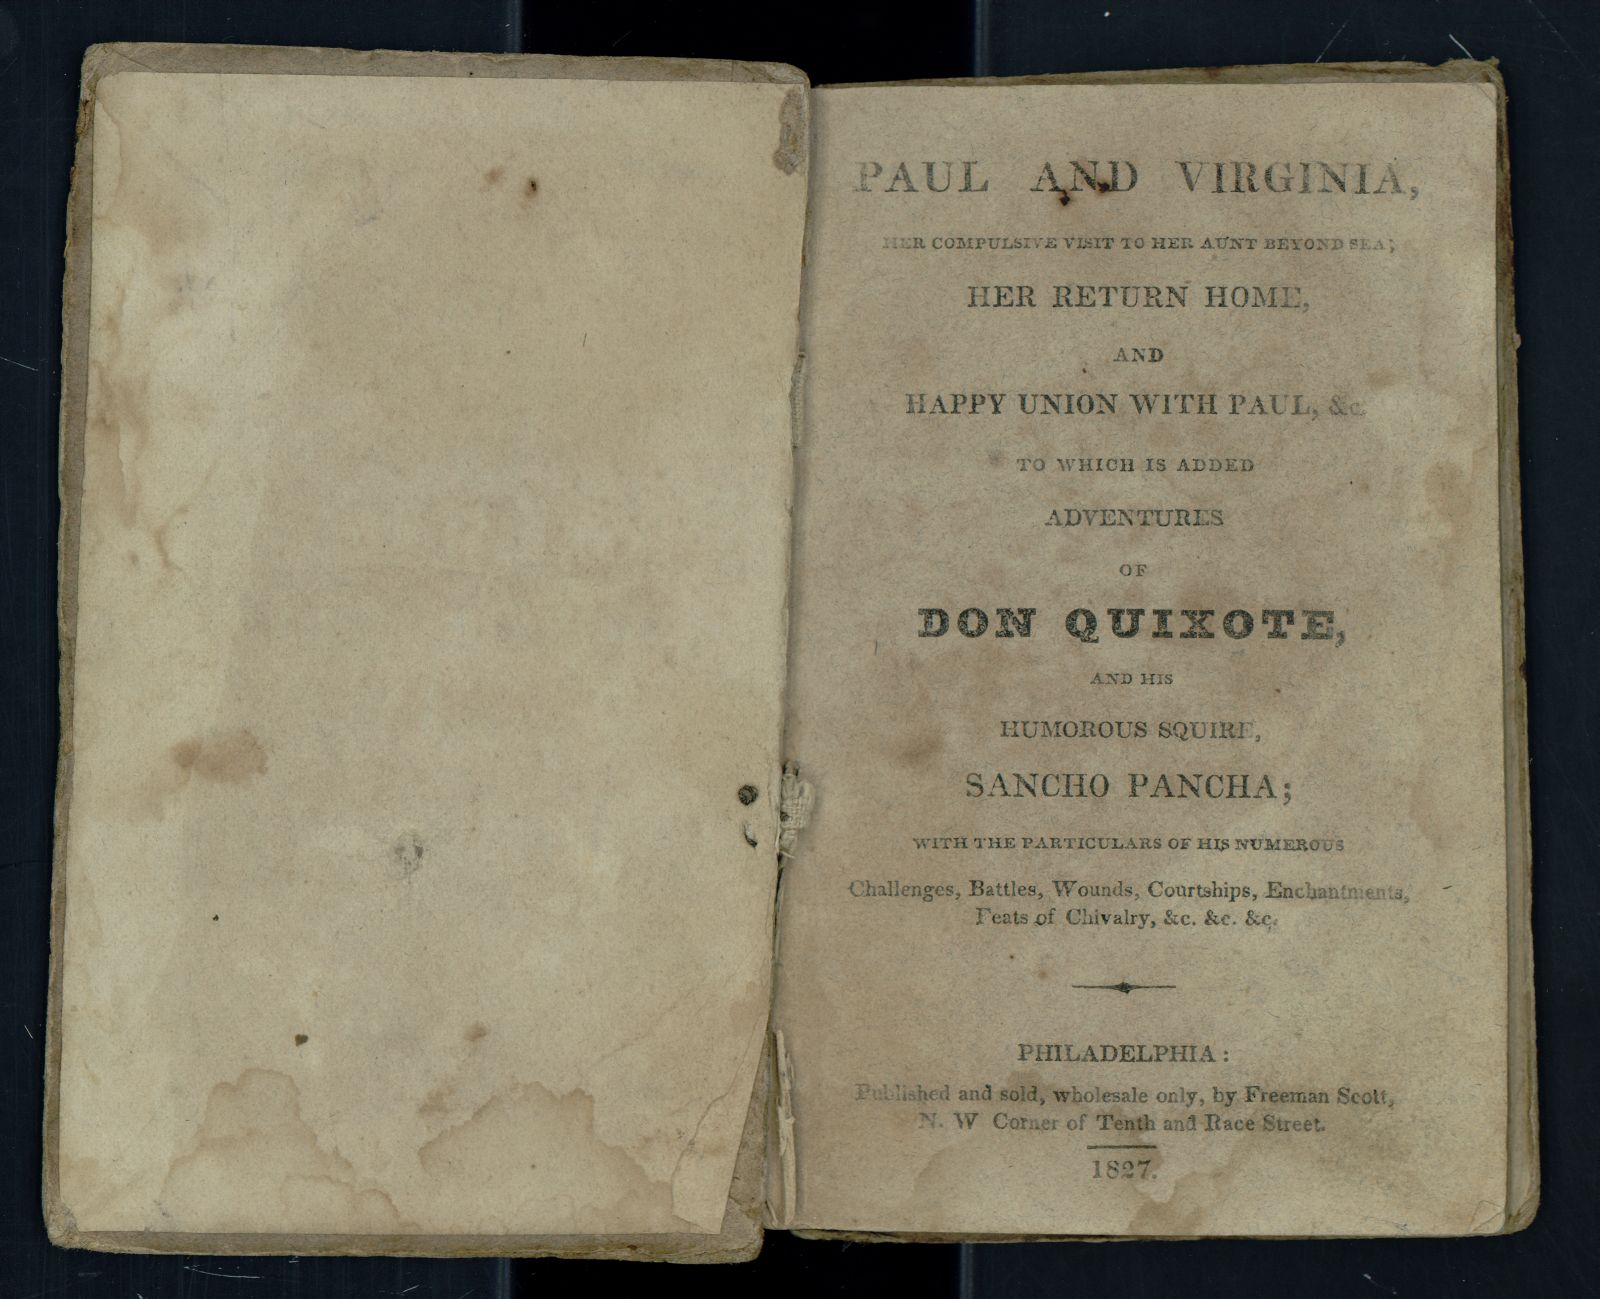 PAUL AND VIRGINIA,
HER COMPULSIVE VISIT TO HER AUNT BEYOND SEA;
HER RETURN HOME,
AND
HAPPY UNION WITH PAUL, &c.
TO WHICH IS ADDED
ADVENTURES
OF
DON QUIXOTE,
AND HIS
HUMOROUS SQUIRE,
SANCHO PANCHA;
WITH THE PARTICULARS OF HIS NUMEROUS
Challenges, Battles, Wounds, Courtships, Enchantments,
Feats of Chivalry, &c. &c. &c.
PHILADELPHIA:
Published and sold, wholesale only, by Freeman Scott,
N. W Corner of Tenth and Race Street.
1827.